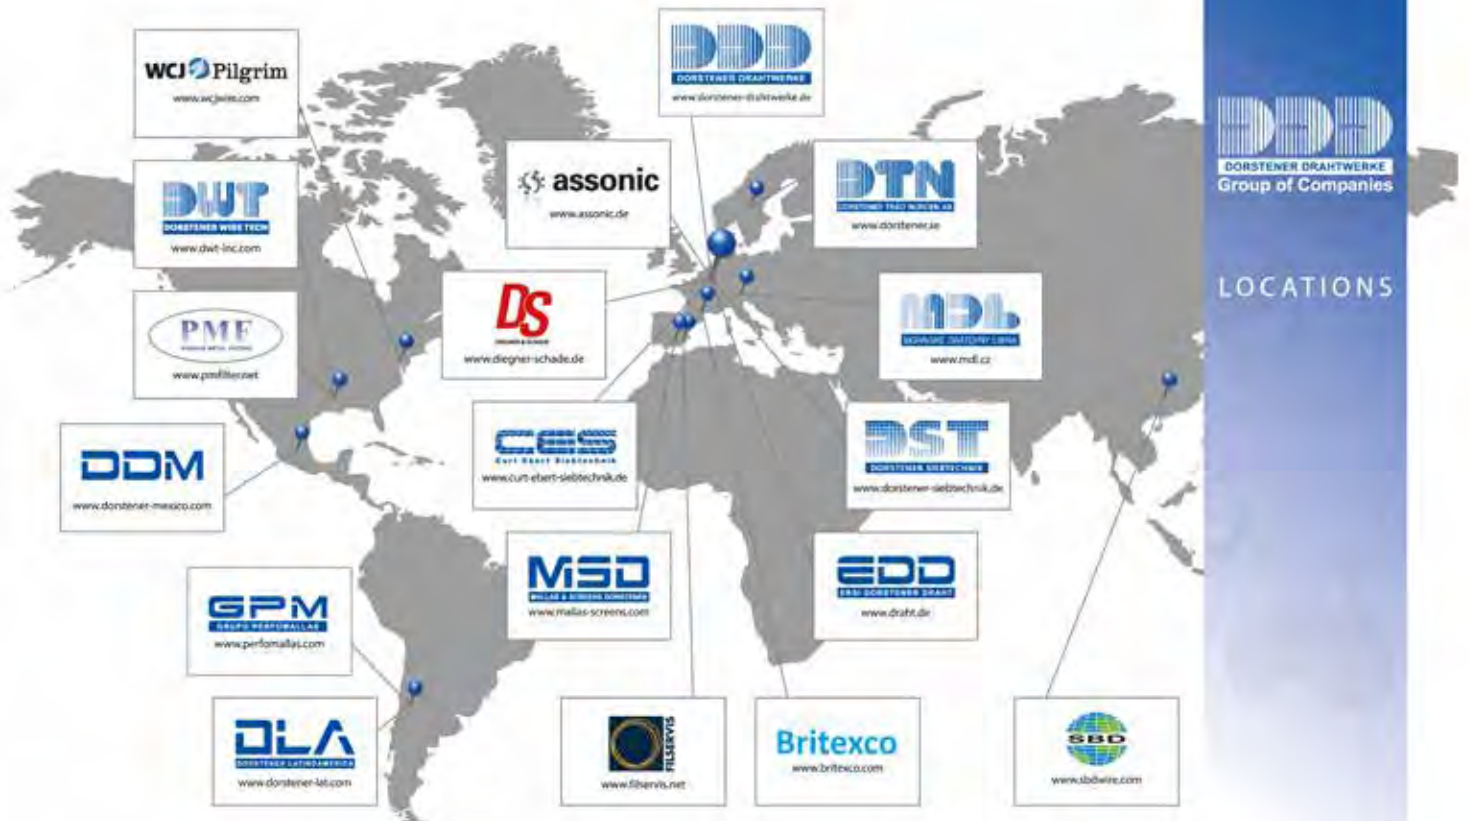 WCJ Pilgrim
www.wcjwire.com
DDD
DORSTENER DRAHTWERKE
www.dorstener-drahtwerke.de
DWT
DORSTENER WIRE TECH
www.dwt-inc.com
assonic
www.assonic.de
DTN
www.dorstener.ie
DDD
DORSTENER DRAHTWERKE
Group of Companies
LOCATIONS
PMF
www.pmfilter.net
DS
DIEGNER & SCHADE
www.diegner-schade.de
MDL
www.mdl.cz
DDM
www.dorstener-mexico.com
CES
Curt Ebert Siebtechnik
www.curt-ebert-siebtechnik.de
DST
DORSTENER SIEBTECHNIK
www.dorstener-siebtechnik.de
GPM
GRUPO PERFOMALLAS
www.perfomallas.com
MSD
MALLAS & SCREENS DORSTENER
www.mallas-screens.com
EDD
ERSI DORSTENER DRAHT
www.draht.de
DLA
DORSTENER LATINOAMERICA
www.dorstener-lat.com
FILSERVIS
www.filservis.net
Britexco
www.britexco.com
SBD
www.sbdwire.com